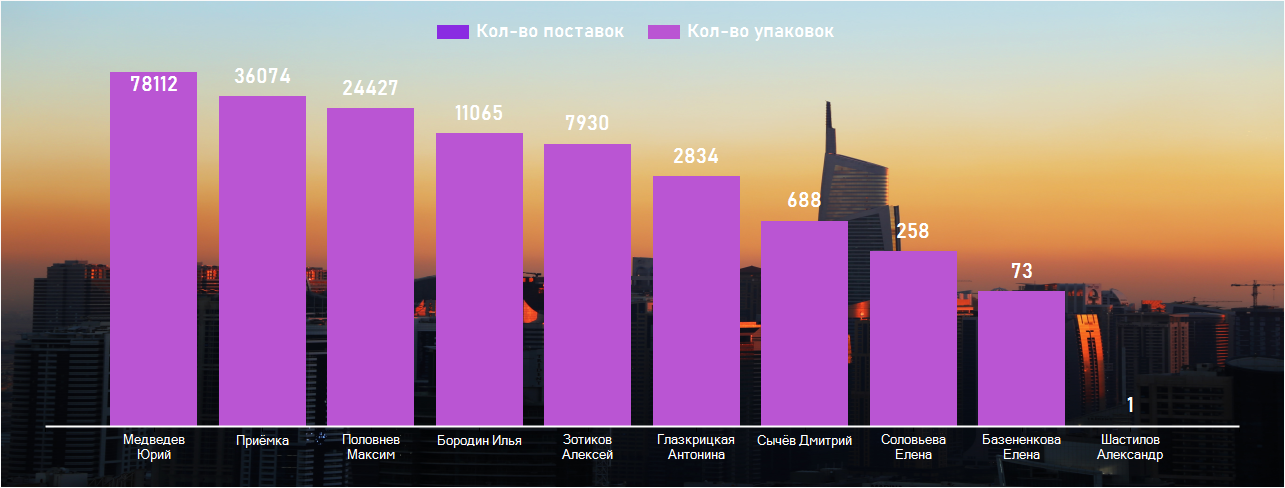 Кол-во поставок Кол-во упаковок
78112 36074 24427 11065 7930 2834 688 258 73 1
Медведев Юрий
Приёмка
Половнев Максим
Бородин Илья
Зотиков Алексей
Глазкрицкая Антонина
Сычёв Дмитрий
Соловьева Елена
Базененкова Елена
Шастилов Александр